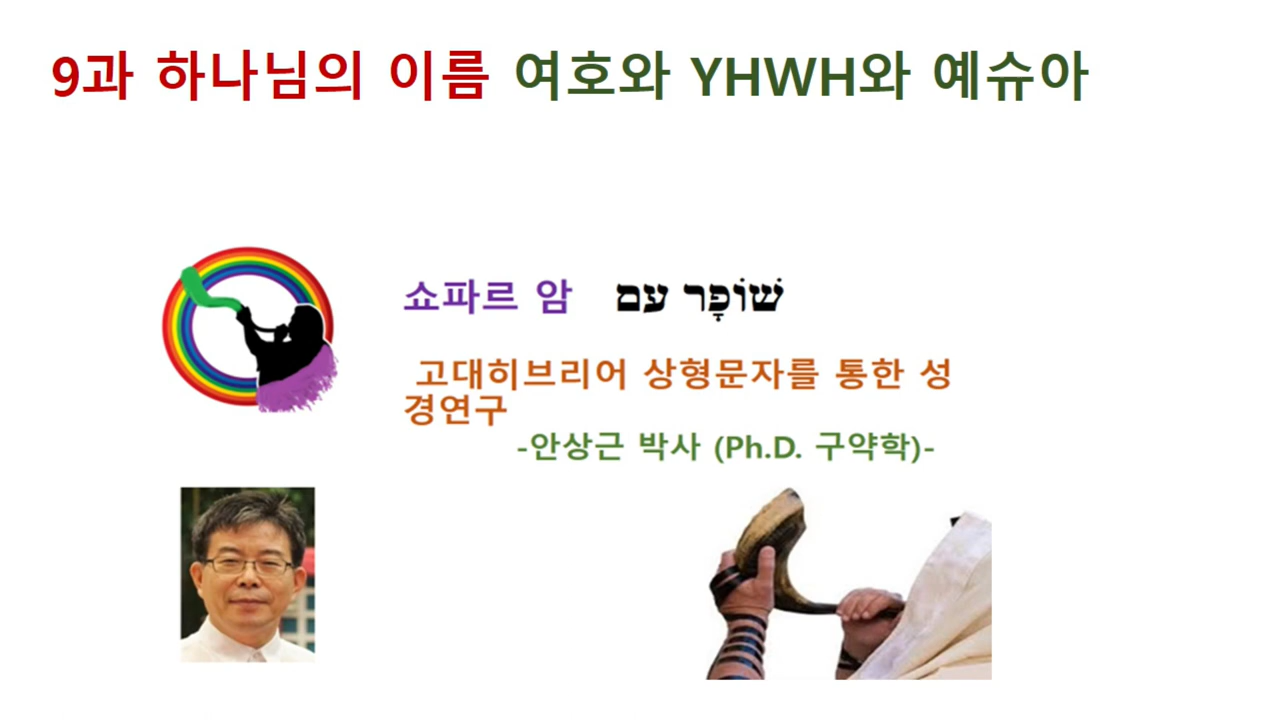 9과 하나님의 이름 여호와 YHWH와 예슈아
쇼파르 암 שׁוֹפָר עם
고대히브리어 상형문자를 통한 성
경연구
-안상근 박사 (Ph.D. 구약학)-